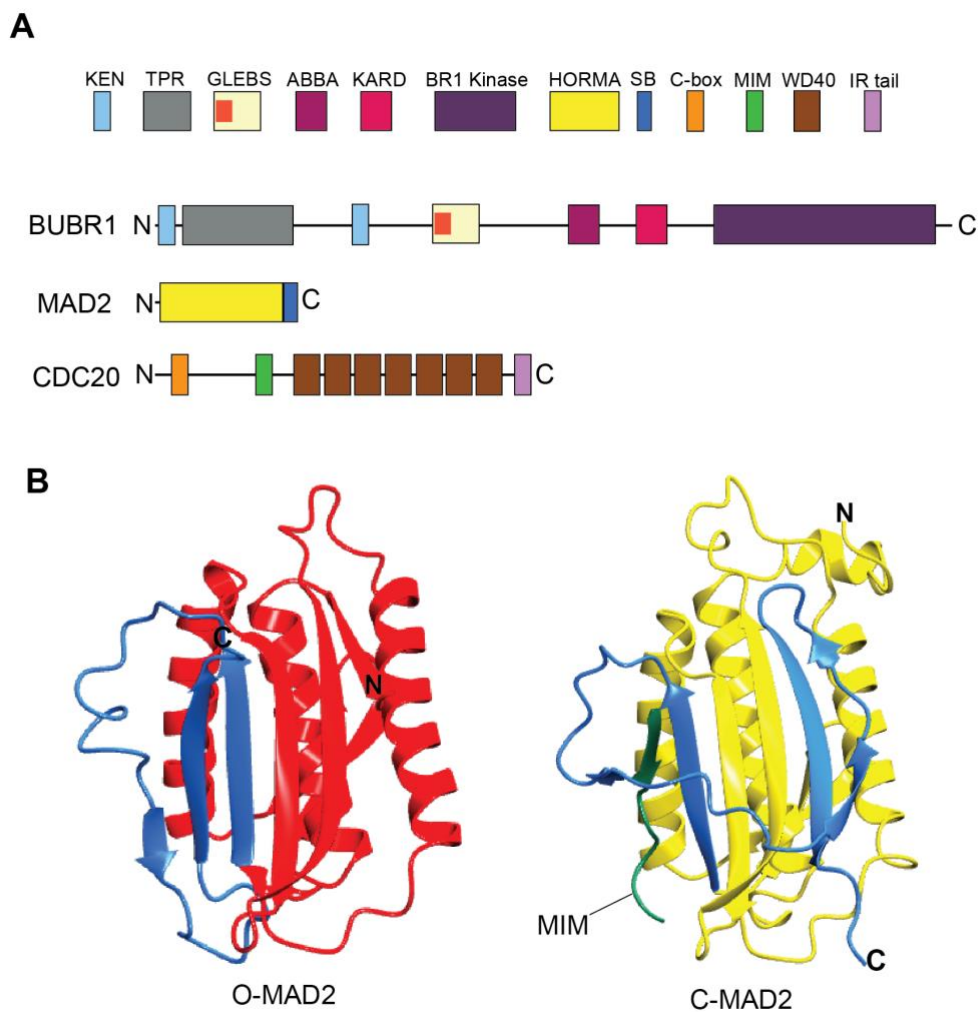 A
KEN TPR GLEBS ABBA KARD BR1 Kinase HORMA SB C-box MIM WD40 IR tail
BUBR1 N C
MAD2 N C
CDC20 N C
B
C N
N
MIM
C
O-MAD2 C-MAD2